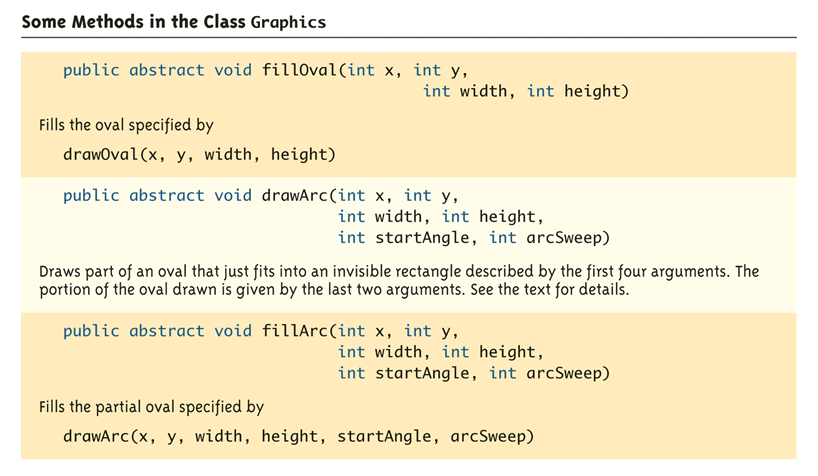 Some Methods in the Class Graphics
public abstract void fillOval(int x, int y,
int width, int height)
Fills the oval specified by
drawOval(x, y, width, height)
public abstract void drawArc(int x, int y,
int width, int height,
int startAngle, int arcSweep)
Draws part of an oval that just fits into an invisible rectangle described by the first four arguments. The
portion of the oval drawn is given by the last two arguments. See the text for details.
public abstract void fillArc(int x, int y,
int width, int height,
int startAngle, int arcSweep)
Fills the partial oval specified by
drawArc(x, y, width, height, startAngle, arcSweep)